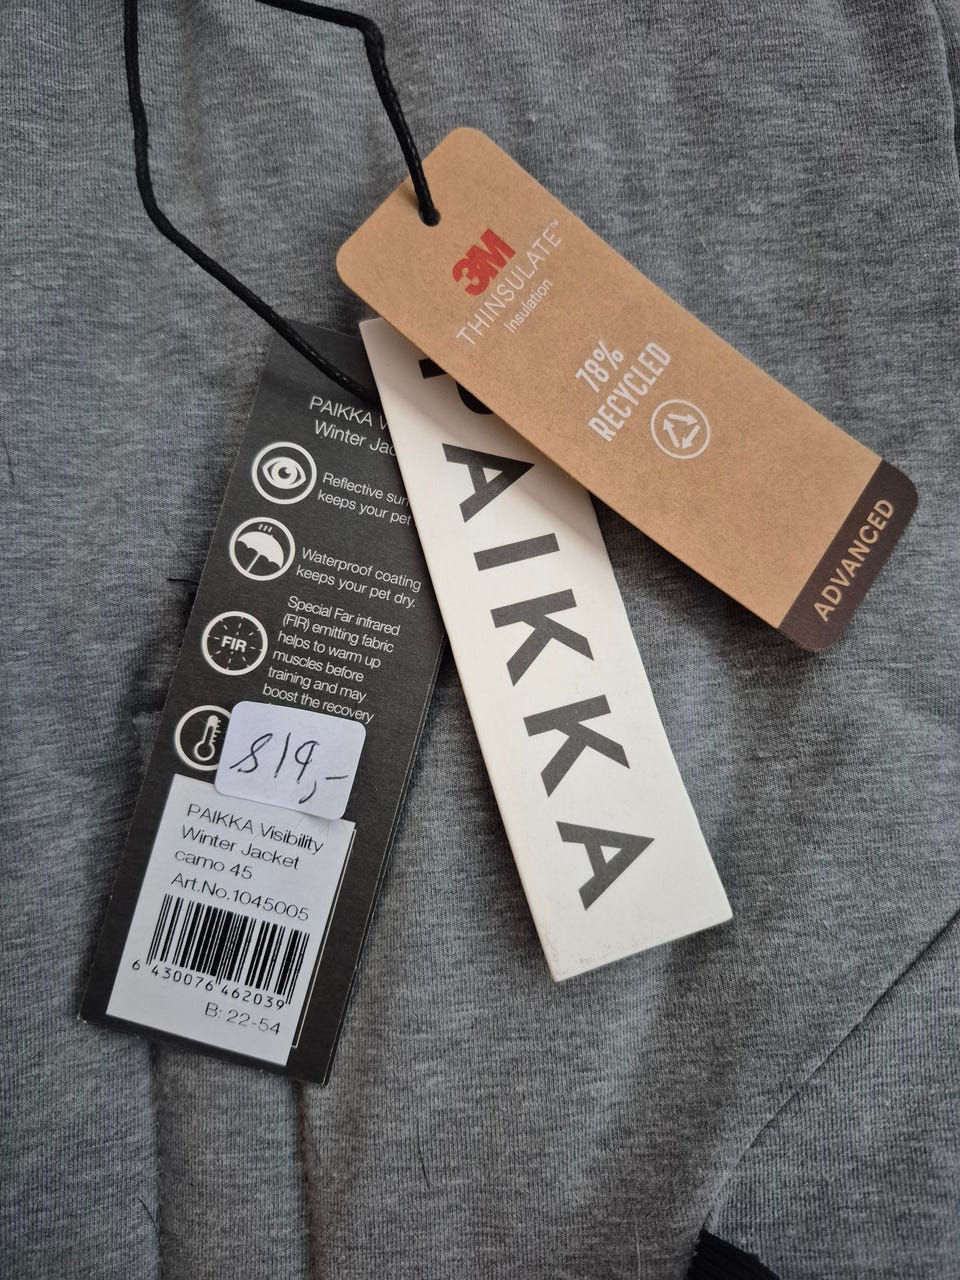 3M
THINSULATE™
Insulation
78%
RECYCLED
ADVANCED
PAIKKA
PAIKKA
Winter
Reflective
keeps your pet
Waterproof coating
keeps your pet dry.
FIR
Special Far infrared
(FIR) emitting fabric
helps to warm up
muscles before
training and may
boost the recovery
819,-
PAIKKA Visibility
Winter Jacket
camo 45
Art.No.1045005
6 430076 462039
B: 22-54